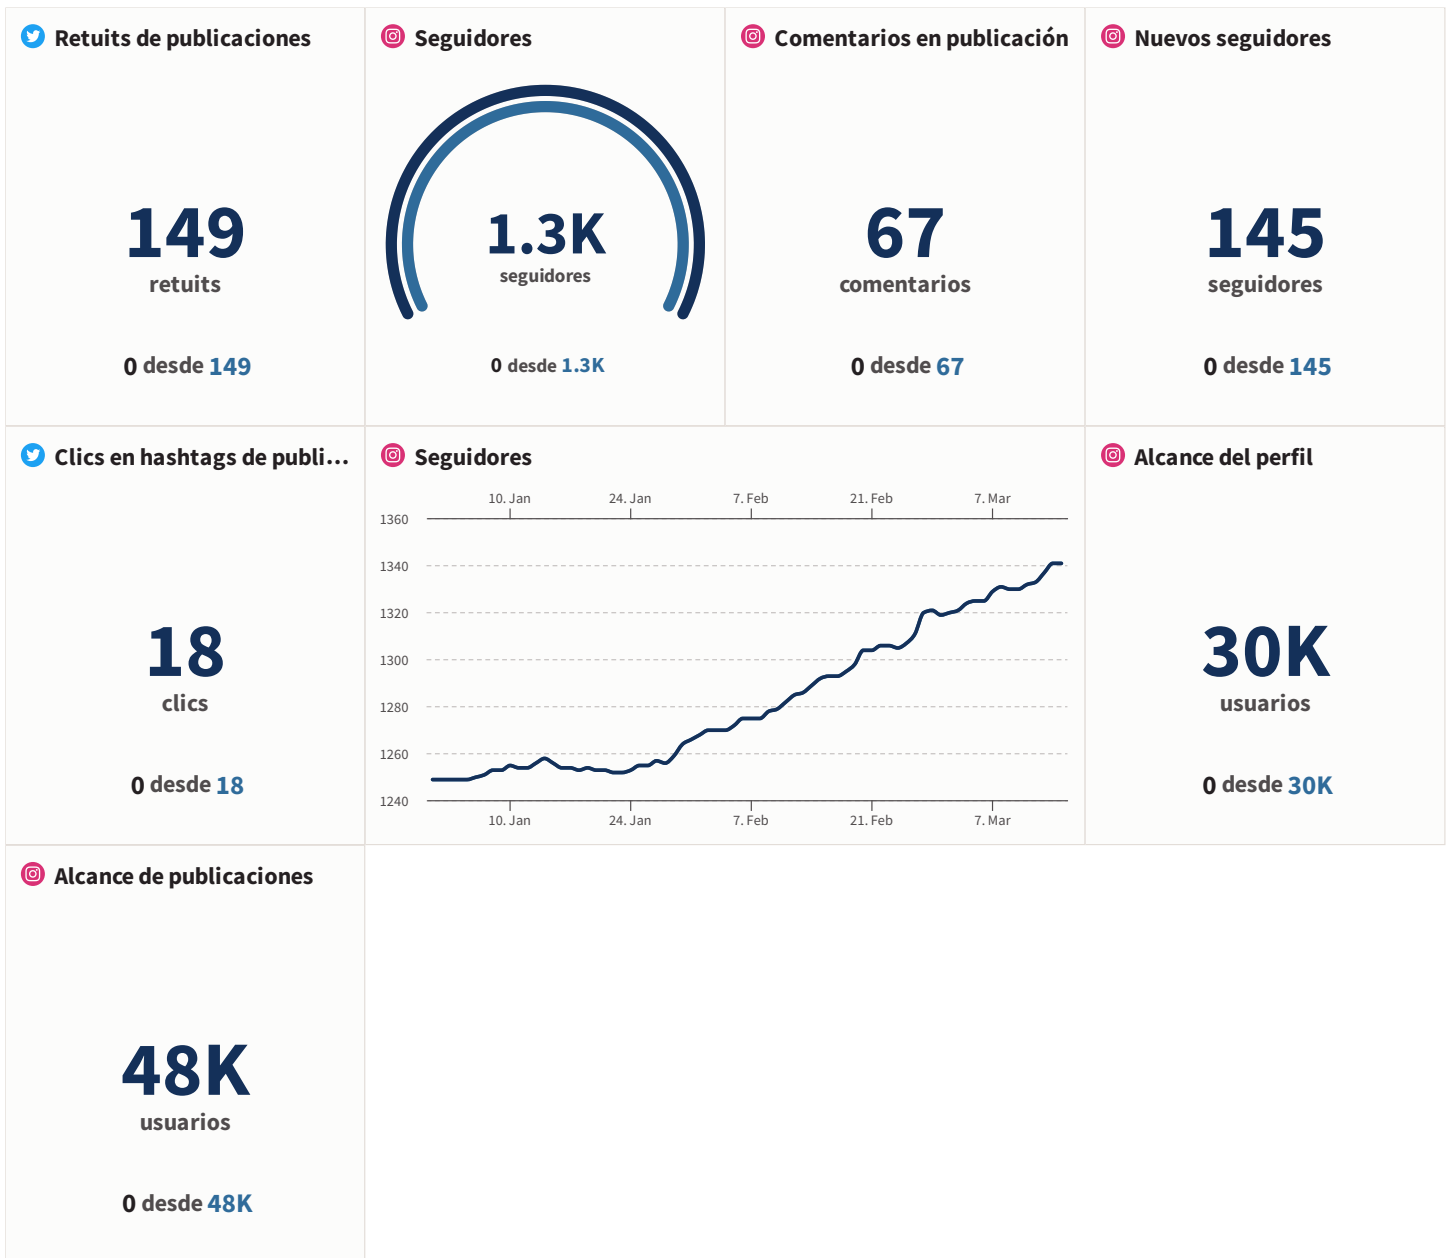 Retuits de publicaciones
149
retuits
0 desde 149
Seguidores
1.3K
seguidores
0 desde 1.3K
Comentarios en publicación
67
comentarios
0 desde 67
Nuevos seguidores
145
seguidores
0 desde 145
Clics en hashtags de publi...
18
clics
0 desde 18
Seguidores
10. Jan 24. Jan 7. Feb 21. Feb 7. Mar
1360
1340
1320
1300
1280
1260
1240
10. Jan 24. Jan 7. Feb 21. Feb 7. Mar
Alcance del perfil
30K
usuarios
0 desde 30K
Alcance de publicaciones
48K
usuarios
0 desde 48K